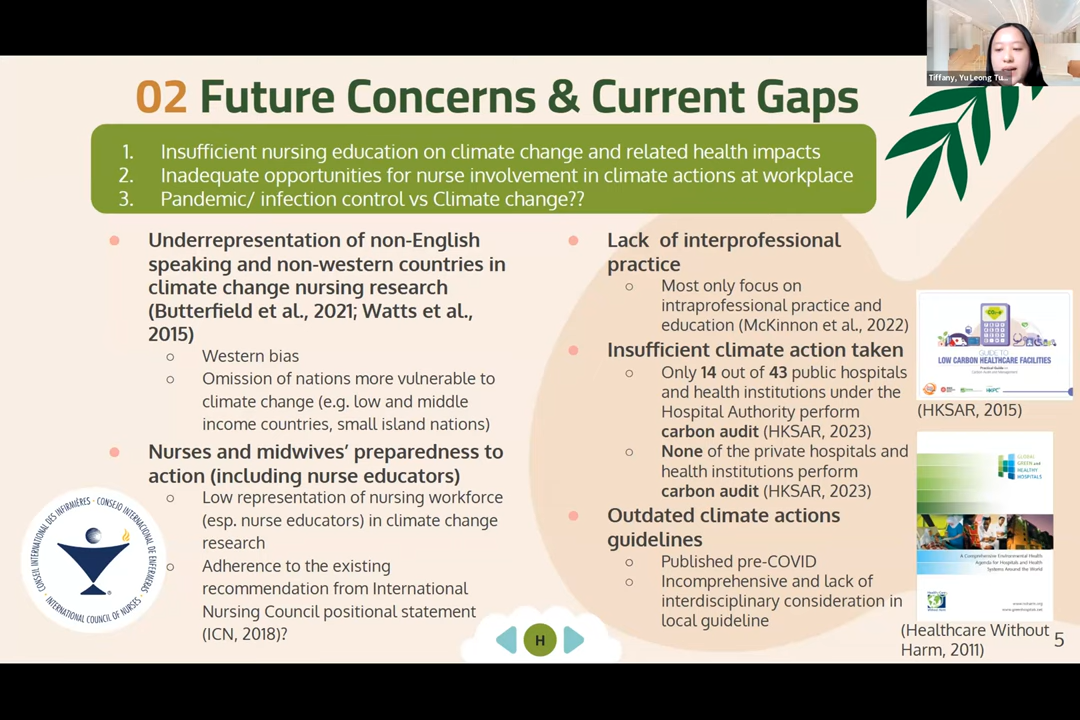 Tiffany, Yu Leong Tu...
02 Future Concerns & Current Gaps
1. Insufficient nursing education on climate change and related health impacts
2. Inadequate opportunities for nurse involvement in climate actions at workplace
3. Pandemic/ infection control vs Climate change??
Underrepresentation of non-English
speaking and non-western countries in
climate change nursing research
(Butterfield et al., 2021; Watts et al.,
2015)
Western bias
Omission of nations more vulnerable to
climate change (e.g. low and middle
income countries, small island nations)
Nurses and midwives’ preparedness to
action (including nurse educators)
Low representation of nursing workforce
(esp. nurse educators) in climate change
research
Adherence to the existing
recommendation from International
Nursing Council positional statement
(ICN, 2018)?
CONSEIL INTERNATIONAL DES INFIRMIÈRES · CONSEJO INTERNACIONAL DE ENFERMERAS · INTERNATIONAL COUNCIL OF NURSES ·
Lack of interprofessional
practice
Most only focus on
intraprofessional practice and
education (McKinnon et al., 2022)
Insufficient climate action taken
Only 14 out of 43 public hospitals
and health institutions under the
Hospital Authority perform
carbon audit (HKSAR, 2023)
None of the private hospitals and
health institutions perform
carbon audit (HKSAR, 2023)
Outdated climate actions
guidelines
Published pre-COVID
Incomprehensive and lack of
interdisciplinary consideration in
local guideline
GUIDE TO
LOW CARBON HEALTHCARE FACILITIES
(HKSAR, 2015)
GLOBAL
GREEN and
HEALTHY
HOSPITALS
A Comprehensive Environmental Health
Agenda for Hospitals and Health
Systems Around the World
(Healthcare Without
Harm, 2011)
H
5